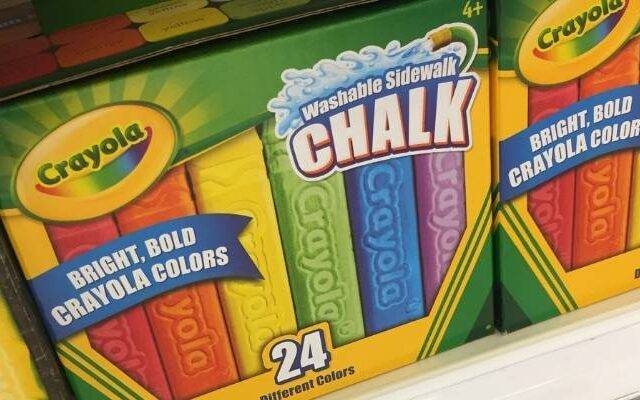 4+
Washable Sidewalk
CHALK
Crayola
BRIGHT, BOLD
CRAYOLA COLORS
Crayola
Crayola
Crayola
24
Different Colors
Crayola
BRIGHT, BOLD
CRAYOLA COLOR